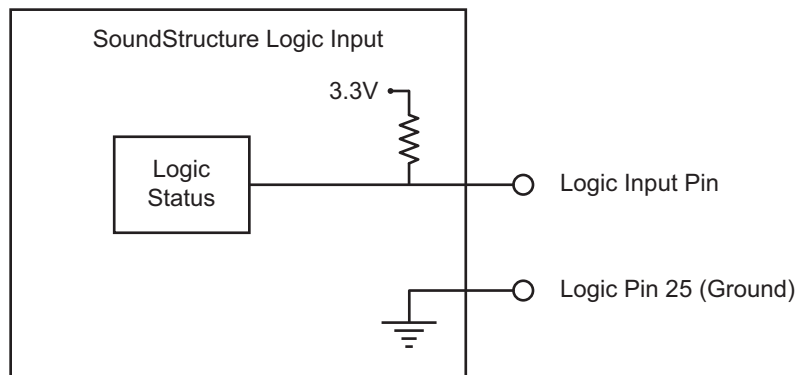 SoundStructure Logic Input
3.3V
Logic
Status
Logic Input Pin
Logic Pin 25 (Ground)